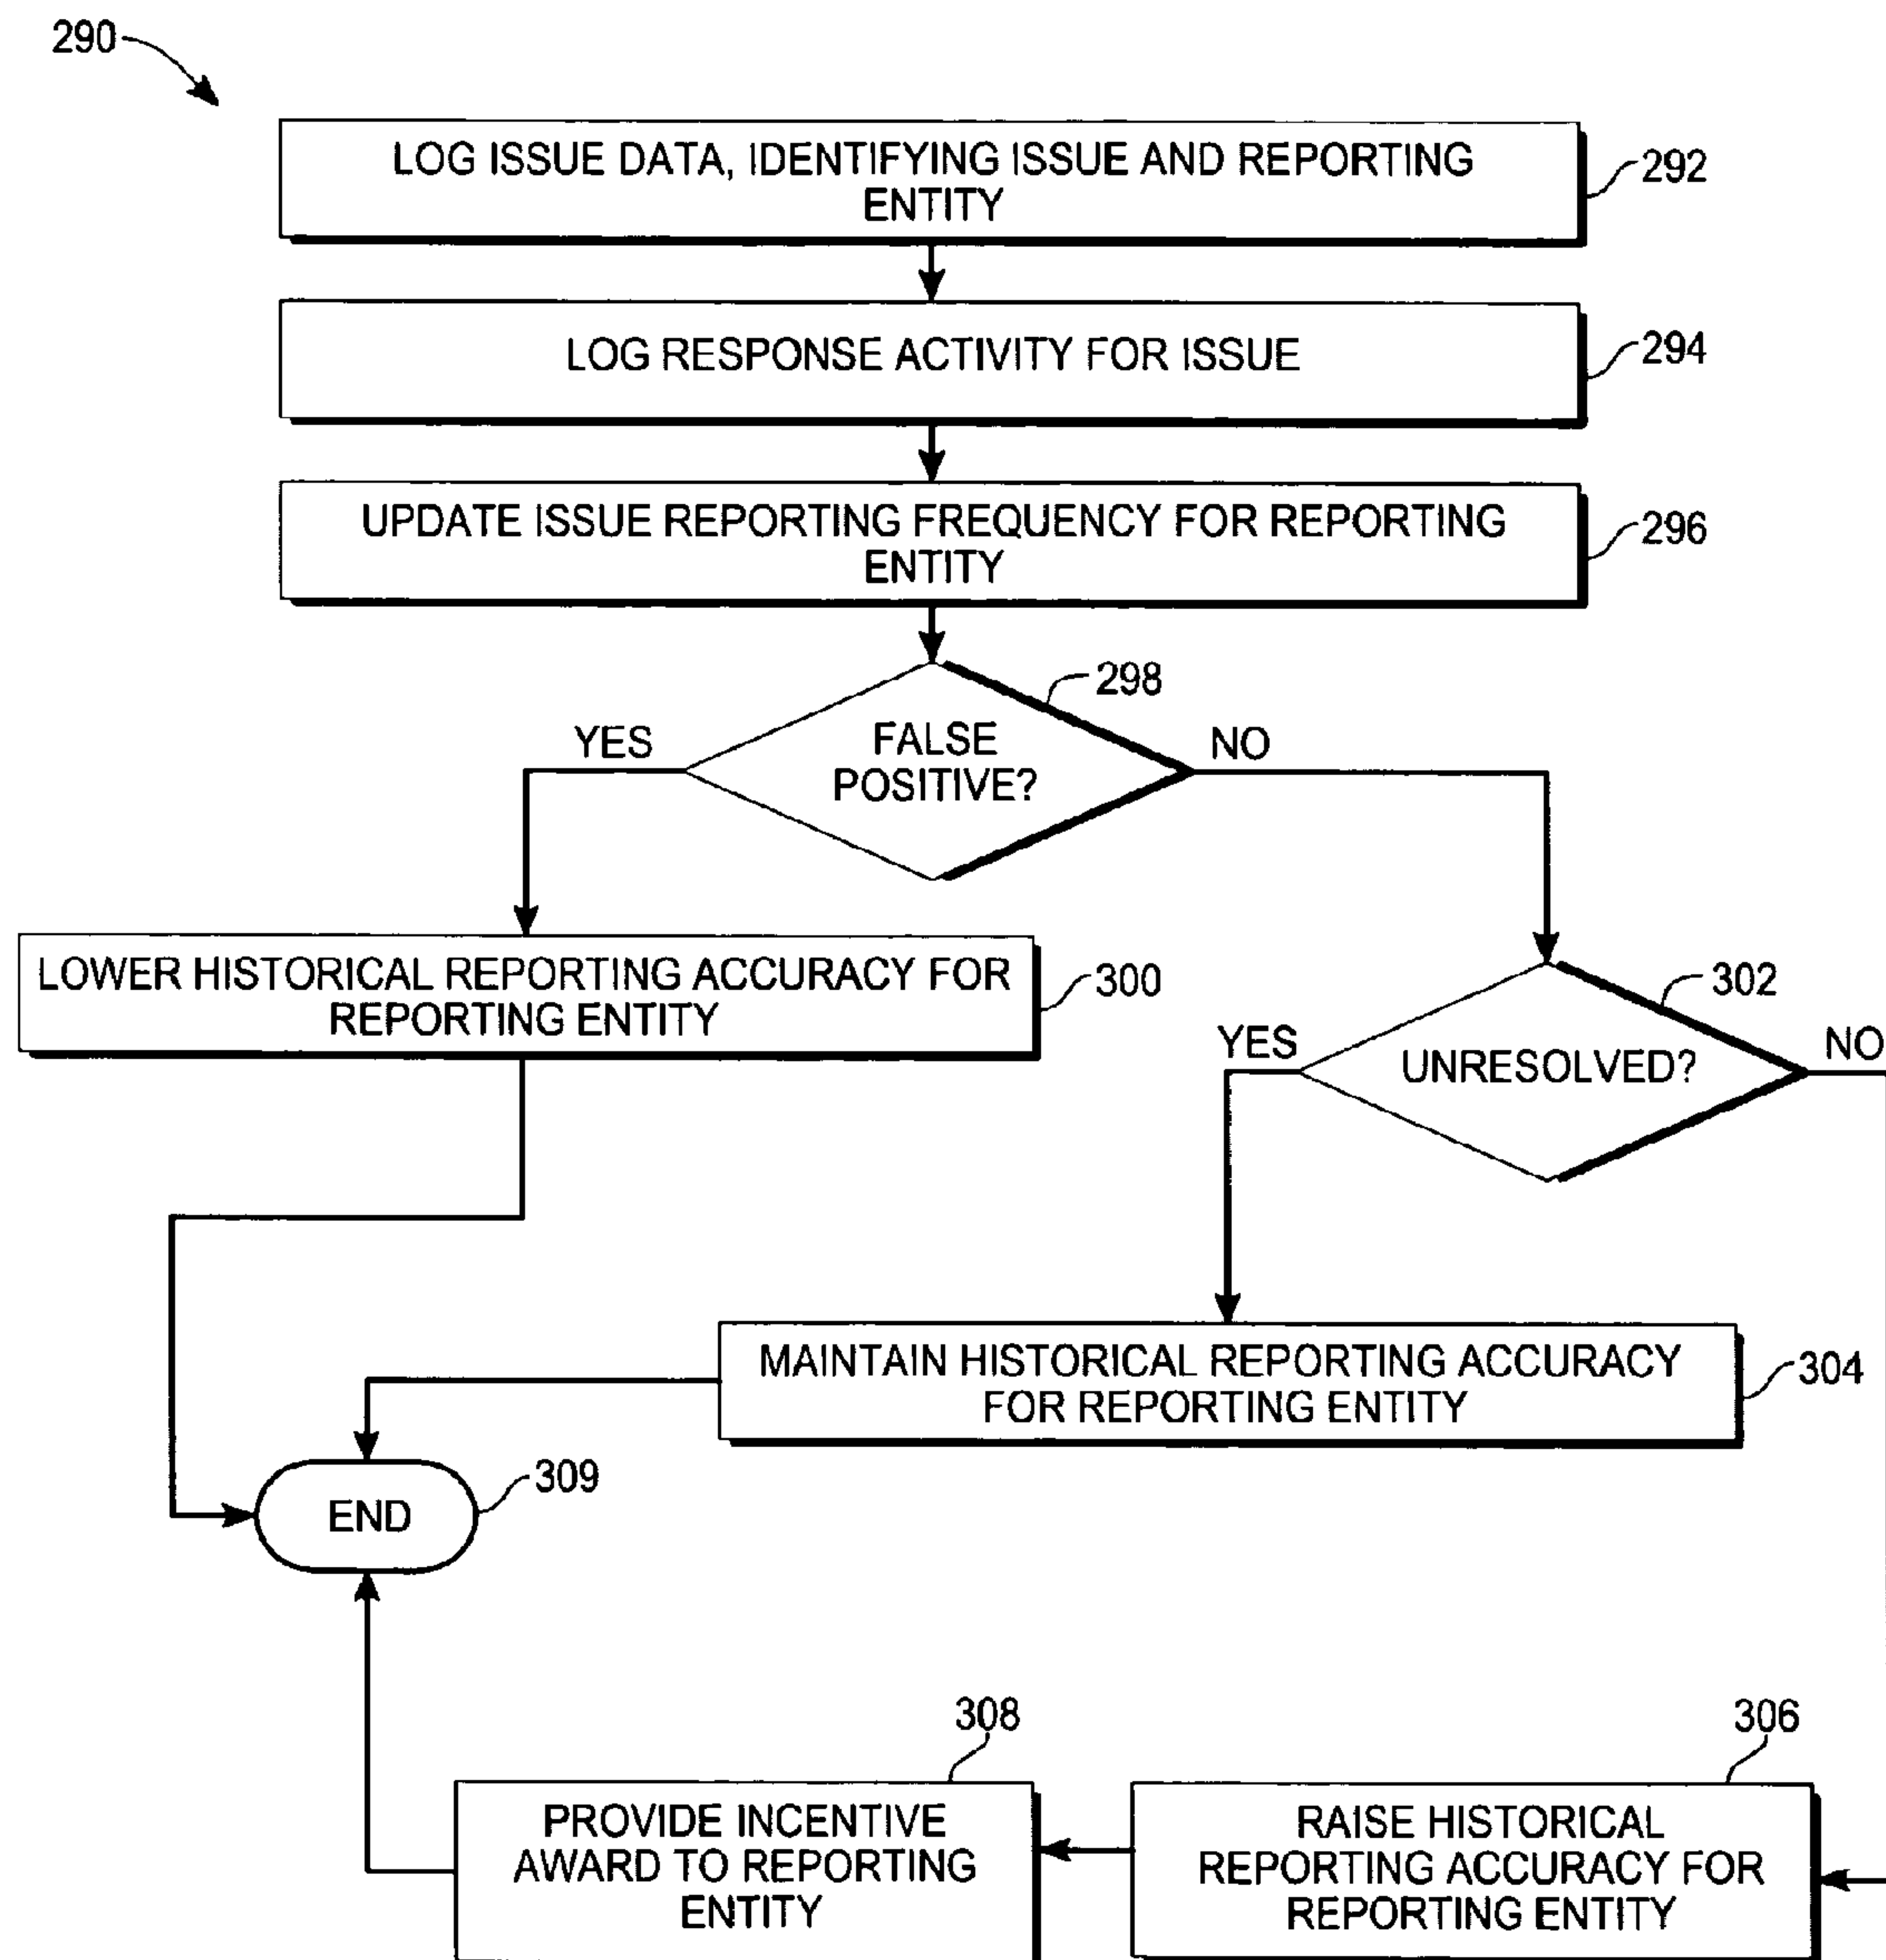 290
LOG ISSUE DATA, IDENTIFYING ISSUE AND REPORTING
ENTITY
292
LOG RESPONSE ACTIVITY FOR ISSUE
294
UPDATE ISSUE REPORTING FREQUENCY FOR REPORTING
ENTITY
296
298
YES
FALSE
POSITIVE?
NO
LOWER HISTORICAL REPORTING ACCURACY FOR
REPORTING ENTITY
300
302
YES
UNRESOLVED?
NO
MAINTAIN HISTORICAL REPORTING ACCURACY
FOR REPORTING ENTITY
304
END
309
308
306
PROVIDE INCENTIVE
AWARD TO REPORTING
ENTITY
RAISE HISTORICAL
REPORTING ACCURACY FOR
REPORTING ENTITY